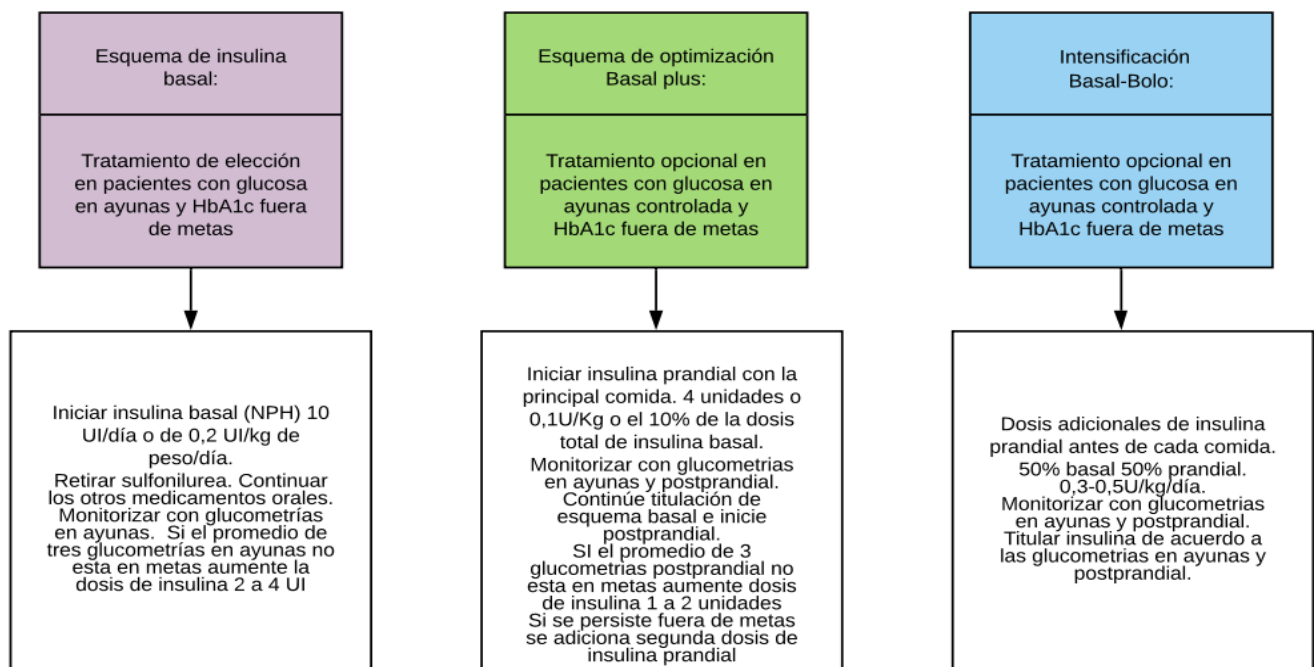 Esquema de insulina
basal:
Tratamiento de elección
en pacientes con glucosa
en ayunas y HbA1c fuera
de metas
Iniciar insulina basal (NPH) 10
UI/día o de 0,2 UI/kg de
peso/día.
Retirar sulfonilurea. Continuar
los otros medicamentos orales.
Monitorizar con glucometrías
en ayunas. Si el promedio de
tres glucometrías en ayunas no
esta en metas aumente la
dosis de insulina 2 a 4 UI
Esquema de optimización
Basal plus:
Tratamiento opcional en
pacientes con glucosa en
ayunas controlada y
HbA1c fuera de metas
Iniciar insulina prandial con la
principal comida. 4 unidades o
0,1U/Kg o el 10% de la dosis
total de insulina basal.
Monitorizar con glucometrias
en ayunas y postprandial.
Continúe titulación de
esquema basal e inicie
postprandial.
SI el promedio de 3
glucometrias postprandial no
esta en metas aumente dosis
de insulina 1 a 2 unidades
Si se persiste fuera de metas
se adiciona segunda dosis de
insulina prandial
Intensificación
Basal-Bolo:
Tratamiento opcional en
pacientes con glucosa en
ayunas controlada y
HbA1c fuera de metas
Dosis adicionales de insulina
prandial antes de cada comida.
50% basal 50% prandial.
0,3-0,5U/kg/día.
Monitorizar con glucometrias
en ayunas y postprandial.
Titular insulina de acuerdo a
las glucometrias en ayunas y
postprandial.